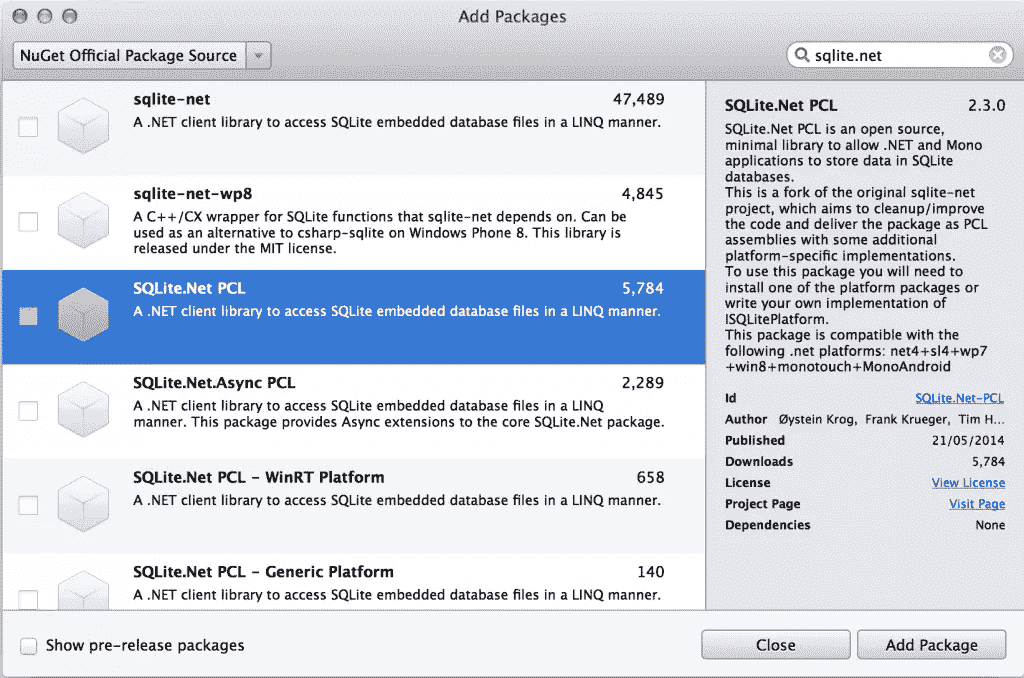 Add Packages
NuGet Official Package Source
sqlite.net
sqlite-net 47,489
A .NET client library to access SQLite embedded database files in a LINQ manner.
sqlite-net-wp8 4,845
A C++/CX wrapper for SQLite functions that sqlite-net depends on. Can be
used as an alternative to csharp-sqlite on Windows Phone 8. This library is
released under the MIT license.
SQLite.Net PCL 5,784
A .NET client library to access SQLite embedded database files in a LINQ manner.
SQLite.Net.Async PCL 2,289
A .NET client library to access SQLite embedded database files in a LINQ
manner. This package provides Async extensions to the core SQLite.Net package.
SQLite.Net PCL - WinRT Platform 658
A .NET client library to access SQLite embedded database files in a LINQ manner.
SQLite.Net PCL - Generic Platform 140
A .NET client library to access SQLite embedded database files in a LINQ manner.
SQLite.Net PCL 2.3.0
SQLite.Net PCL is an open source,
minimal library to allow .NET and Mono
applications to store data in SQLite
databases.
This is a fork of the original sqlite-net
project, which aims to cleanup/improve
the code and deliver the package as PCL
assemblies with some additional
platform-specific implementations.
To use this package you will need to
install one of the platform packages or
write your own implementation of
ISQLitePlatform.
This package is compatible with the
following .net platforms: net4+sl4+wp7
+win8+monotouch+MonoAndroid
Id SQLite.Net-PCL
Author Øystein Krog, Frank Krueger, Tim H...
Published 21/05/2014
Downloads 5,784
License View License
Project Page Visit Page
Dependencies None
Show pre-release packages
Close
Add Package